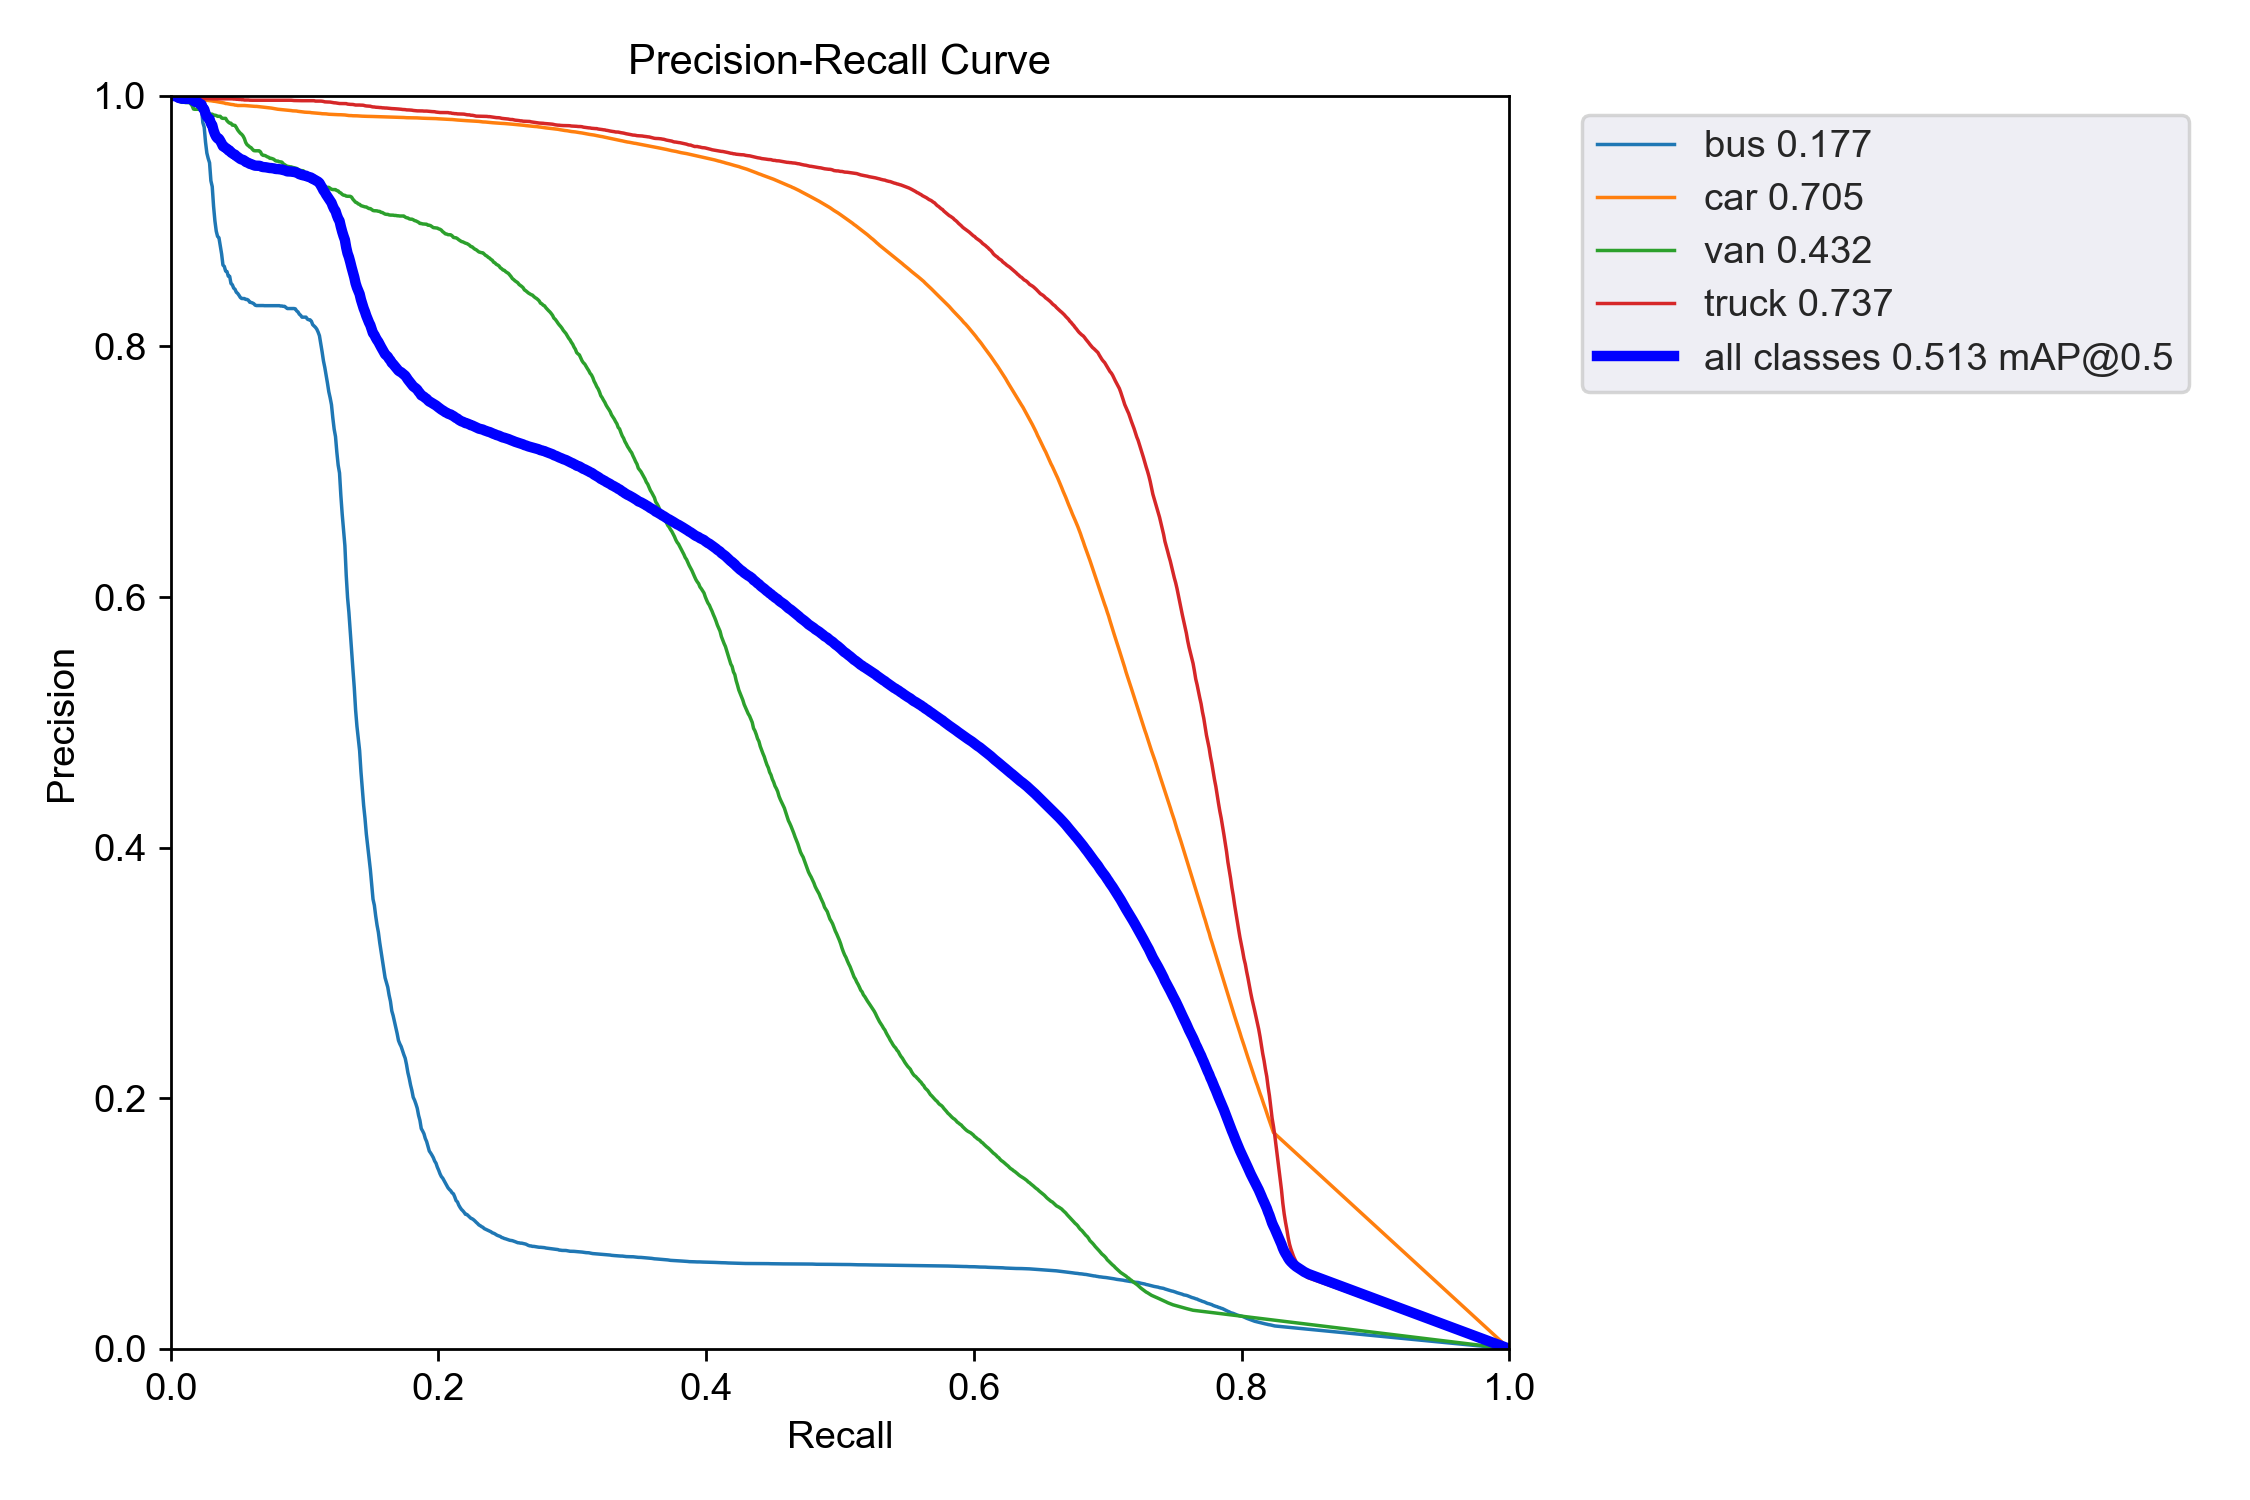 Precision-Recall Curve
1.0
0.8
0.6
0.4
0.2
0.0
Precision
0.0 0.2 0.4 0.6 0.8 1.0
Recall
bus 0.177
car 0.705
van 0.432
truck 0.737
all classes 0.513 mAP@0.5